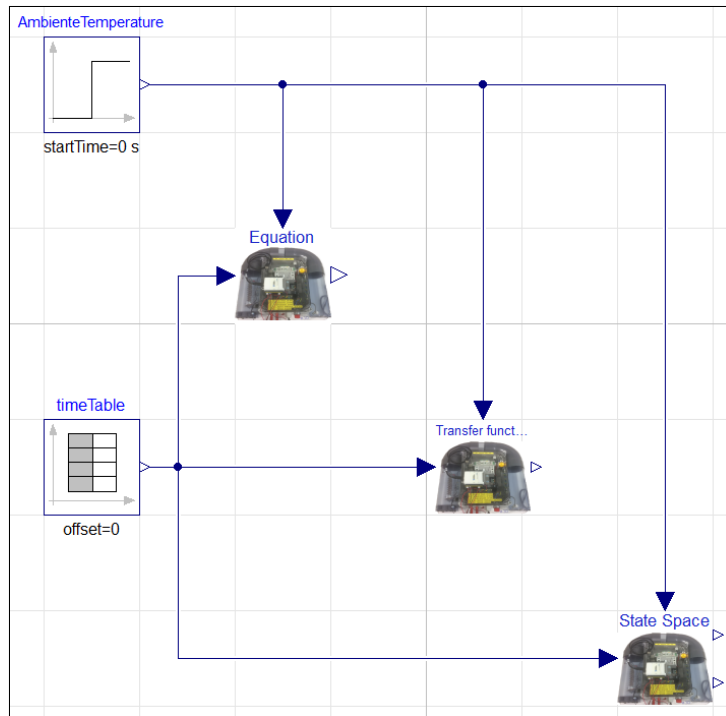 AmbienteTemperature
startTime=0 s
Equation
timeTable
Transfer funct...
offset=0
State Space